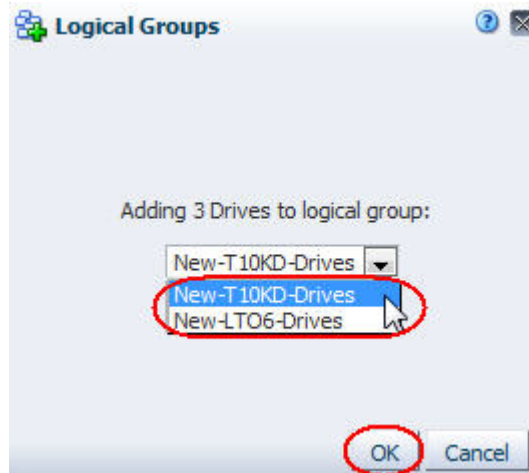 Logical Groups
Adding 3 Drives to logical group:
New-T10KD-Drives
New-T10KD-Drives
New-LTO6-Drives
OK Cancel